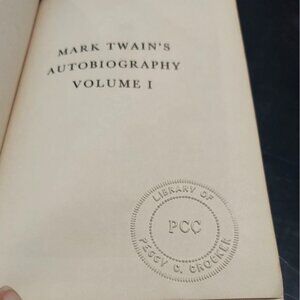 MARK TWAIN'S
AUTOBIOGRAPHY
VOLUME I
LIBRARY OF
PCC
PEGGY C. CROCKER